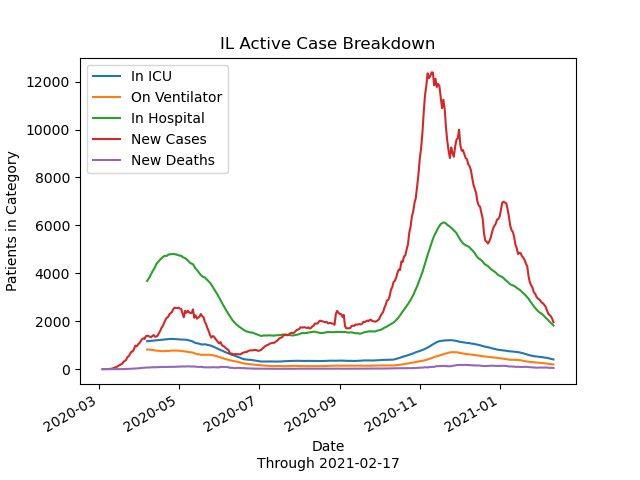 IL Active Case Breakdown
In ICU
On Ventilator
In Hospital
New Cases
New Deaths
Patients in Category
12000
10000
8000
6000
4000
2000
0
2020-03
2020-05
2020-07
2020-09
2020-11
2021-01
Date
Through 2021-02-17